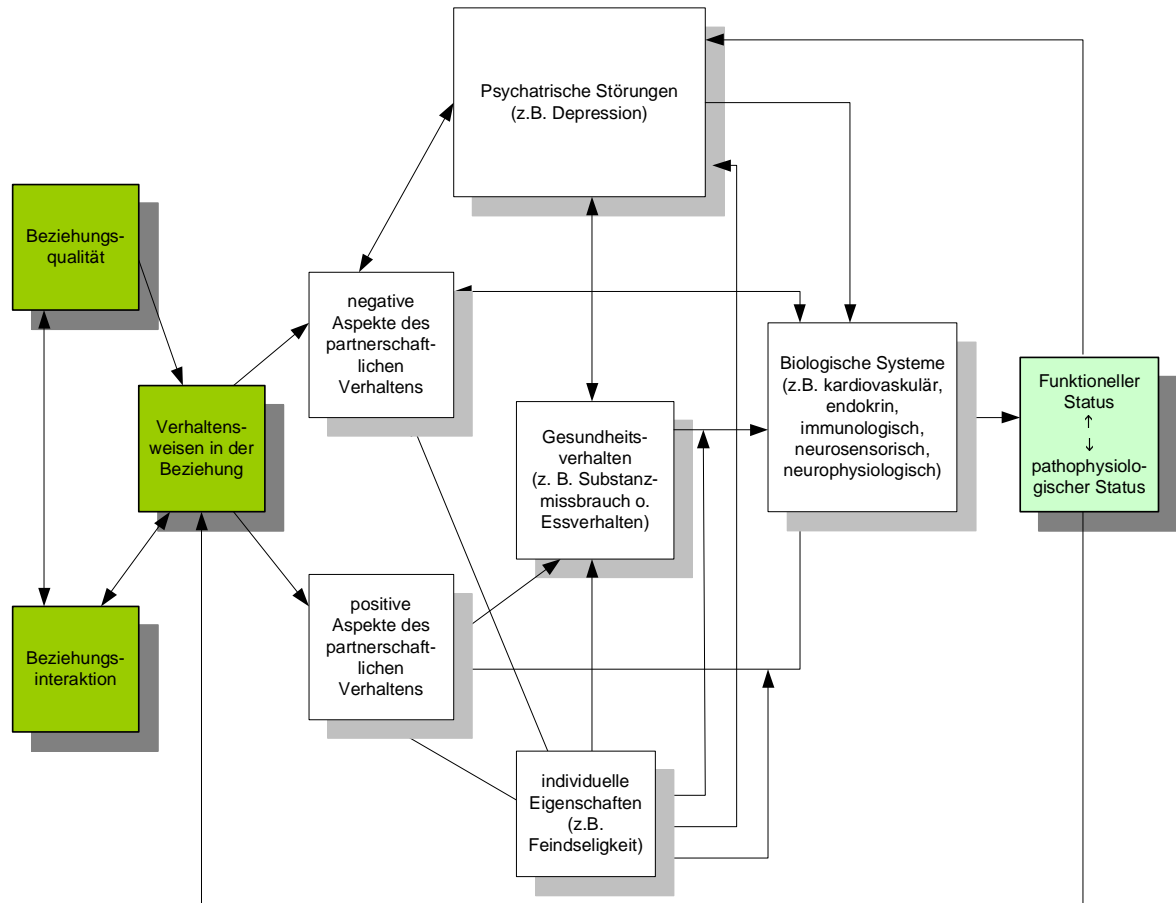 Psychatrische Störungen
(z.B. Depression)
Beziehungs-
qualität
negative
Aspekte des
partnerschaft-
lichen
Verhaltens
Verhaltens-
weisen in der
Beziehung
Gesundheits-
verhalten
(z. B. Substanz-
missbrauch o.
Essverhalten)
Biologische Systeme
(z.B. kardiovaskulär,
endokrin,
immunologisch,
neurosensorisch,
neurophysiologisch)
Funktioneller
Status
↑
↓
pathophysiolo-
gischer Status
Beziehungs-
interaktion
positive
Aspekte des
partnerschaft-
lichen
Verhaltens
individuelle
Eigenschaften
(z.B.
Feindseligkeit)